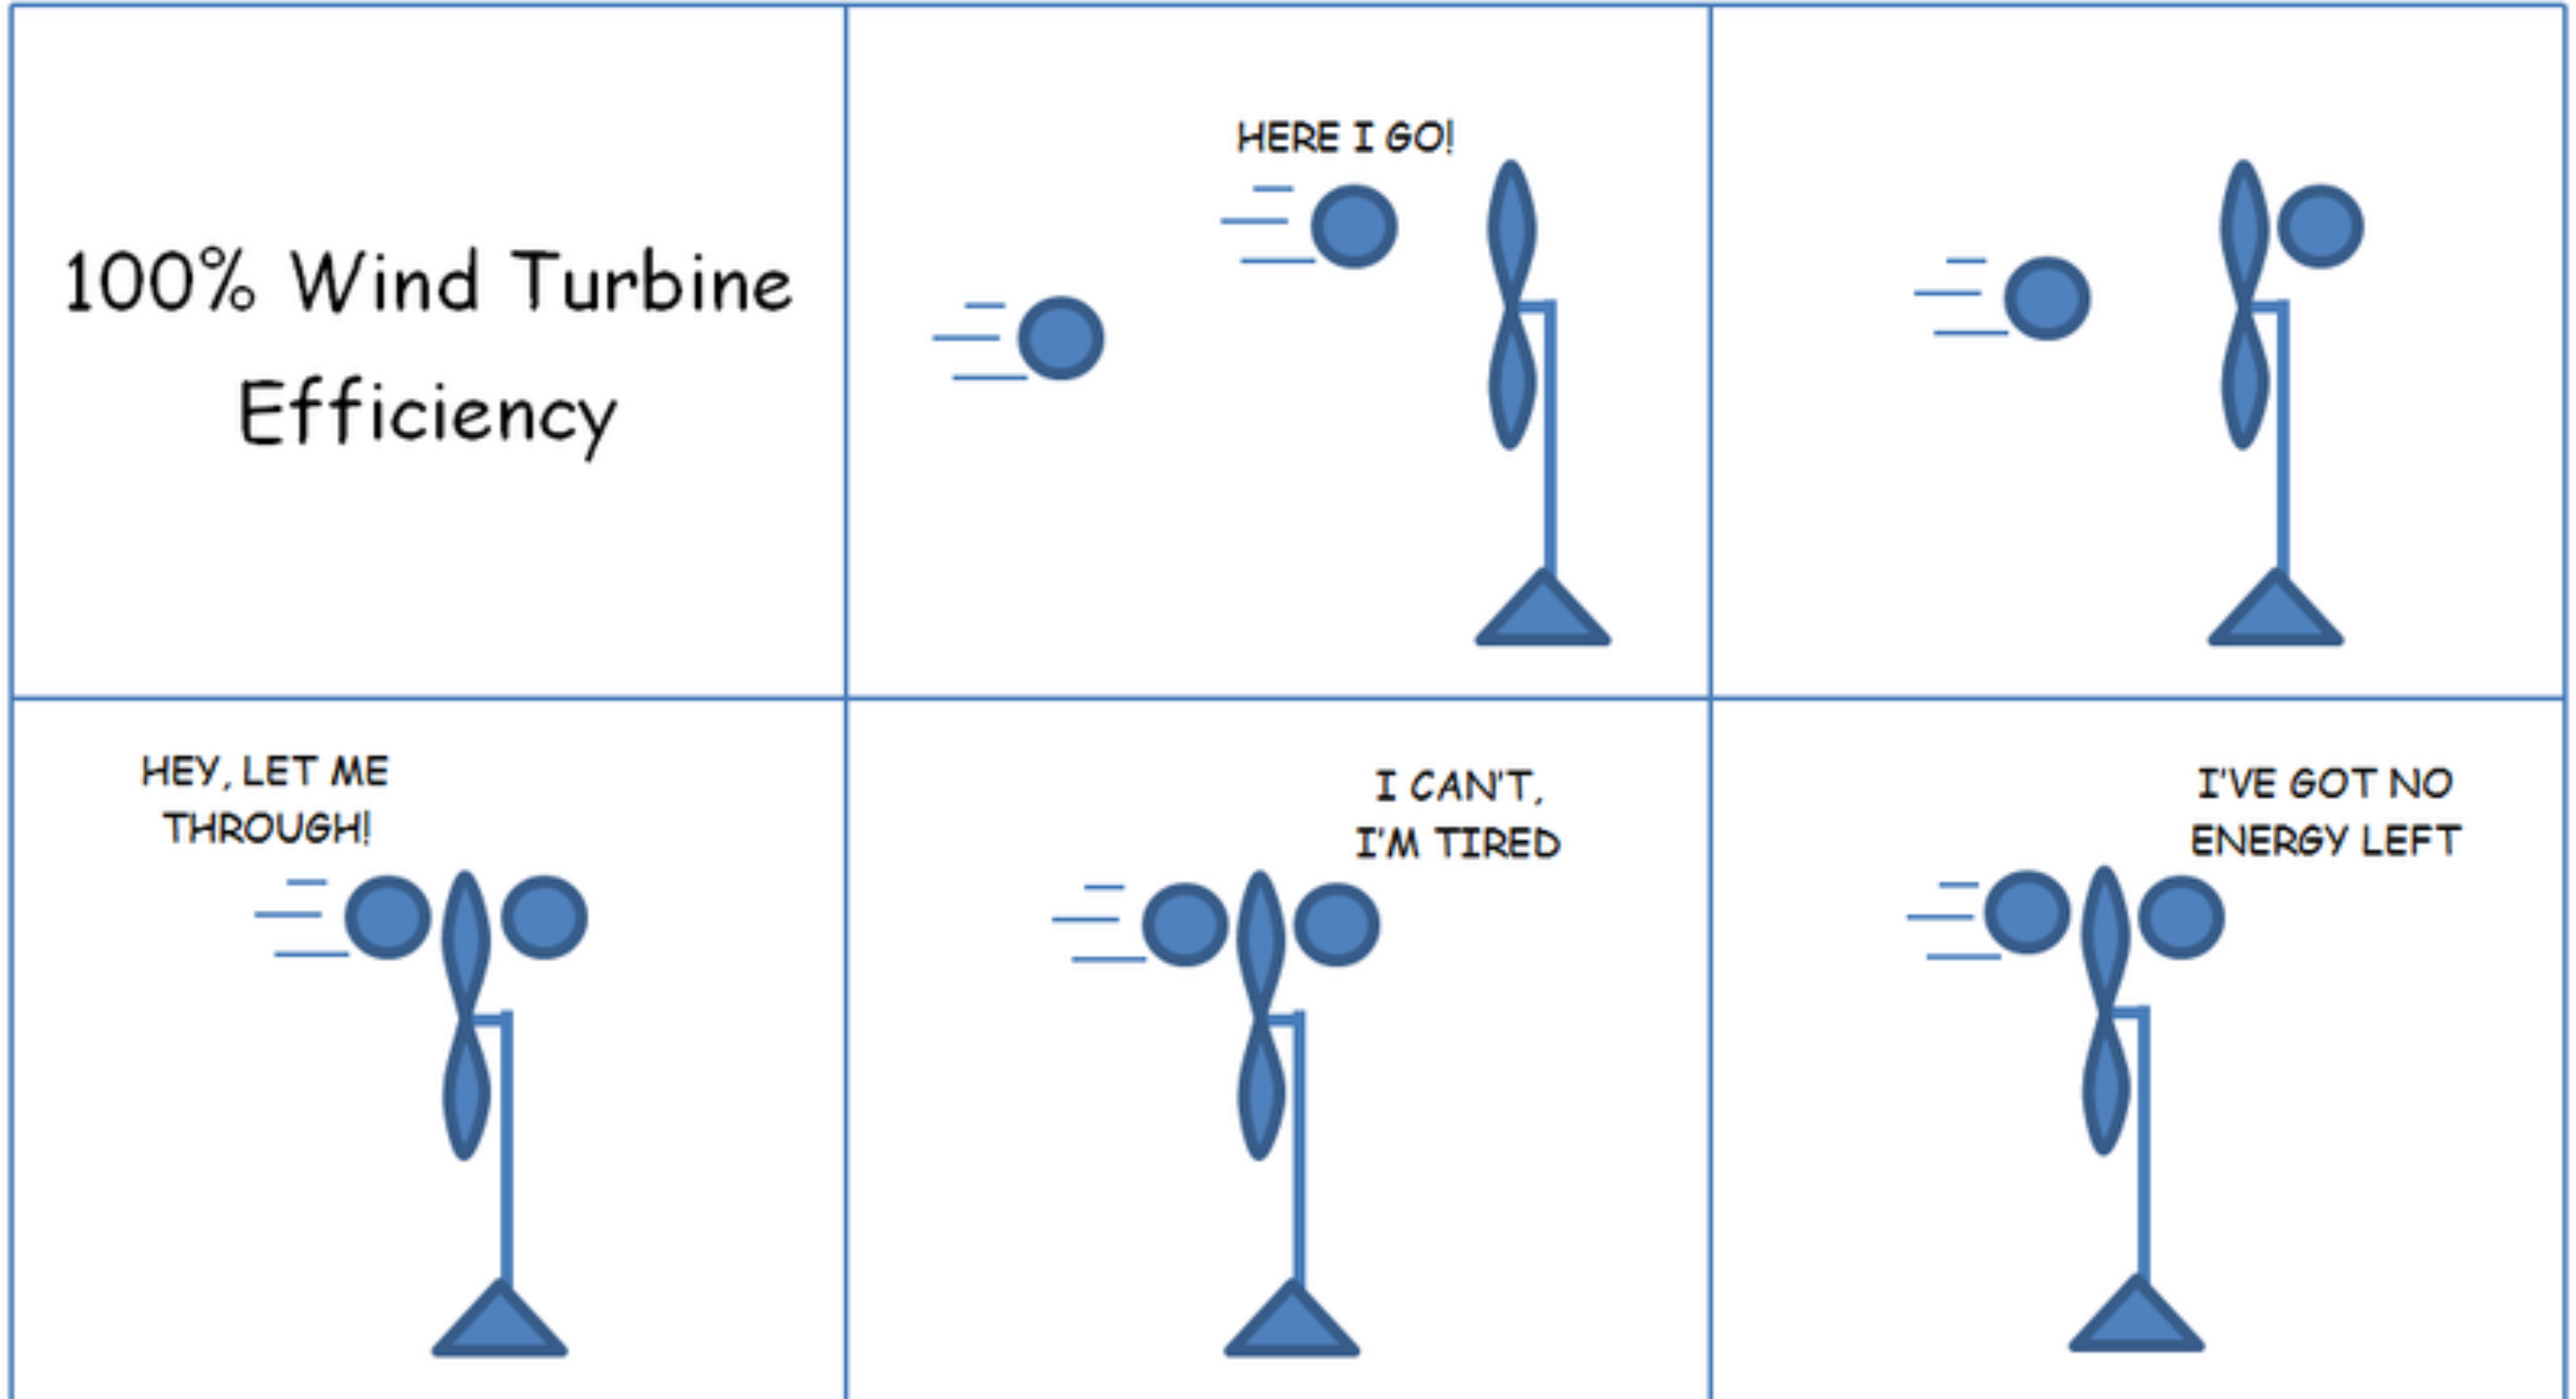 100% Wind Turbine
Efficiency
HERE I GO!
HEY, LET ME
THROUGH!
I CAN'T,
I'M TIRED
I'VE GOT NO
ENERGY LEFT